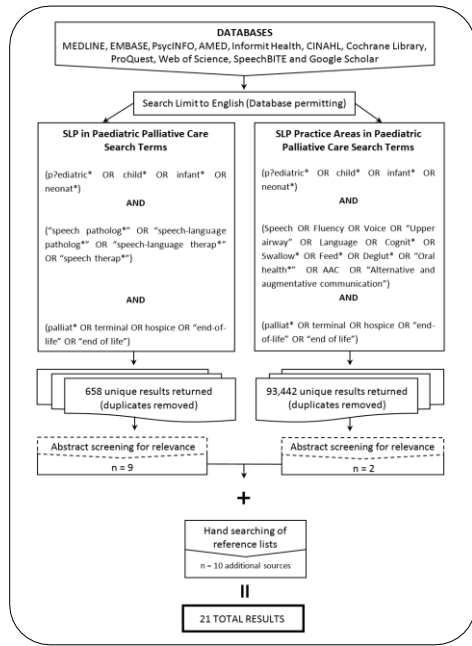 DATABASES
MEDLINE, EMBASE, PsycINFO, AMED, Informit Health, CINAHL, Cochrane Library,
ProQuest, Web of Science, SpeechBITE and Google Scholar
Search Limit to English (Database permitting)
SLP in Paediatric Palliative Care
Search Terms
(p?ediatric* OR child* OR infant* OR
neonat*)
AND
("speech patholog*" OR "speech-language
patholog*" OR "speech-language therap*"
OR "speech therap*")
AND
(palliat* OR terminal OR hospice OR "end-of-
life" OR "end of life")
SLP Practice Areas in Paediatric
Palliative Care Search Terms
(p?ediatric* OR child* OR infant* OR
neonat*)
AND
(Speech OR Fluency OR Voice OR "Upper
airway" OR Language OR Cognit* OR
Swallow* OR Feed* OR Deglut* OR "Oral
health*" OR AAC OR "Alternative and
augmentative communication")
AND
(palliat* OR terminal OR hospice OR "end-
of-life" OR "end of life")
658 unique results returned
(duplicates removed)
93,442 unique results returned
(duplicates removed)
Abstract screening for relevance
n = 9
Abstract screening for relevance
n = 2
+
Hand searching of
reference lists
n = 10 additional sources
=
21 TOTAL RESULTS